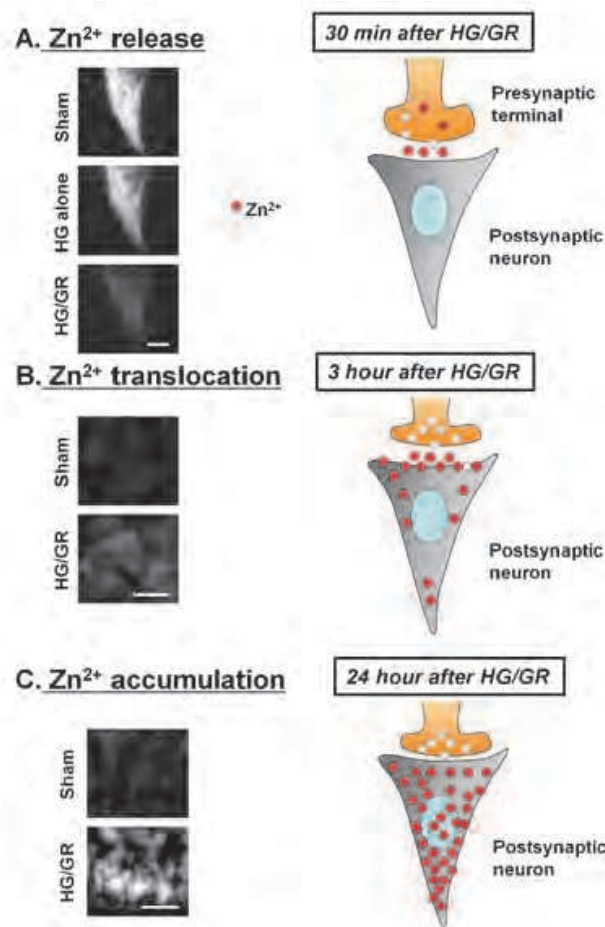 A. Zn²⁺ release
30 min after HG/GR
Sham
HG alone
HG/GR
Zn²⁺
Presynaptic
terminal
Postsynaptic
neuron
B. Zn²⁺ translocation
3 hour after HG/GR
Sham
HG/GR
Postsynaptic
neuron
C. Zn²⁺ accumulation
24 hour after HG/GR
Sham
HG/GR
Postsynaptic
neuron